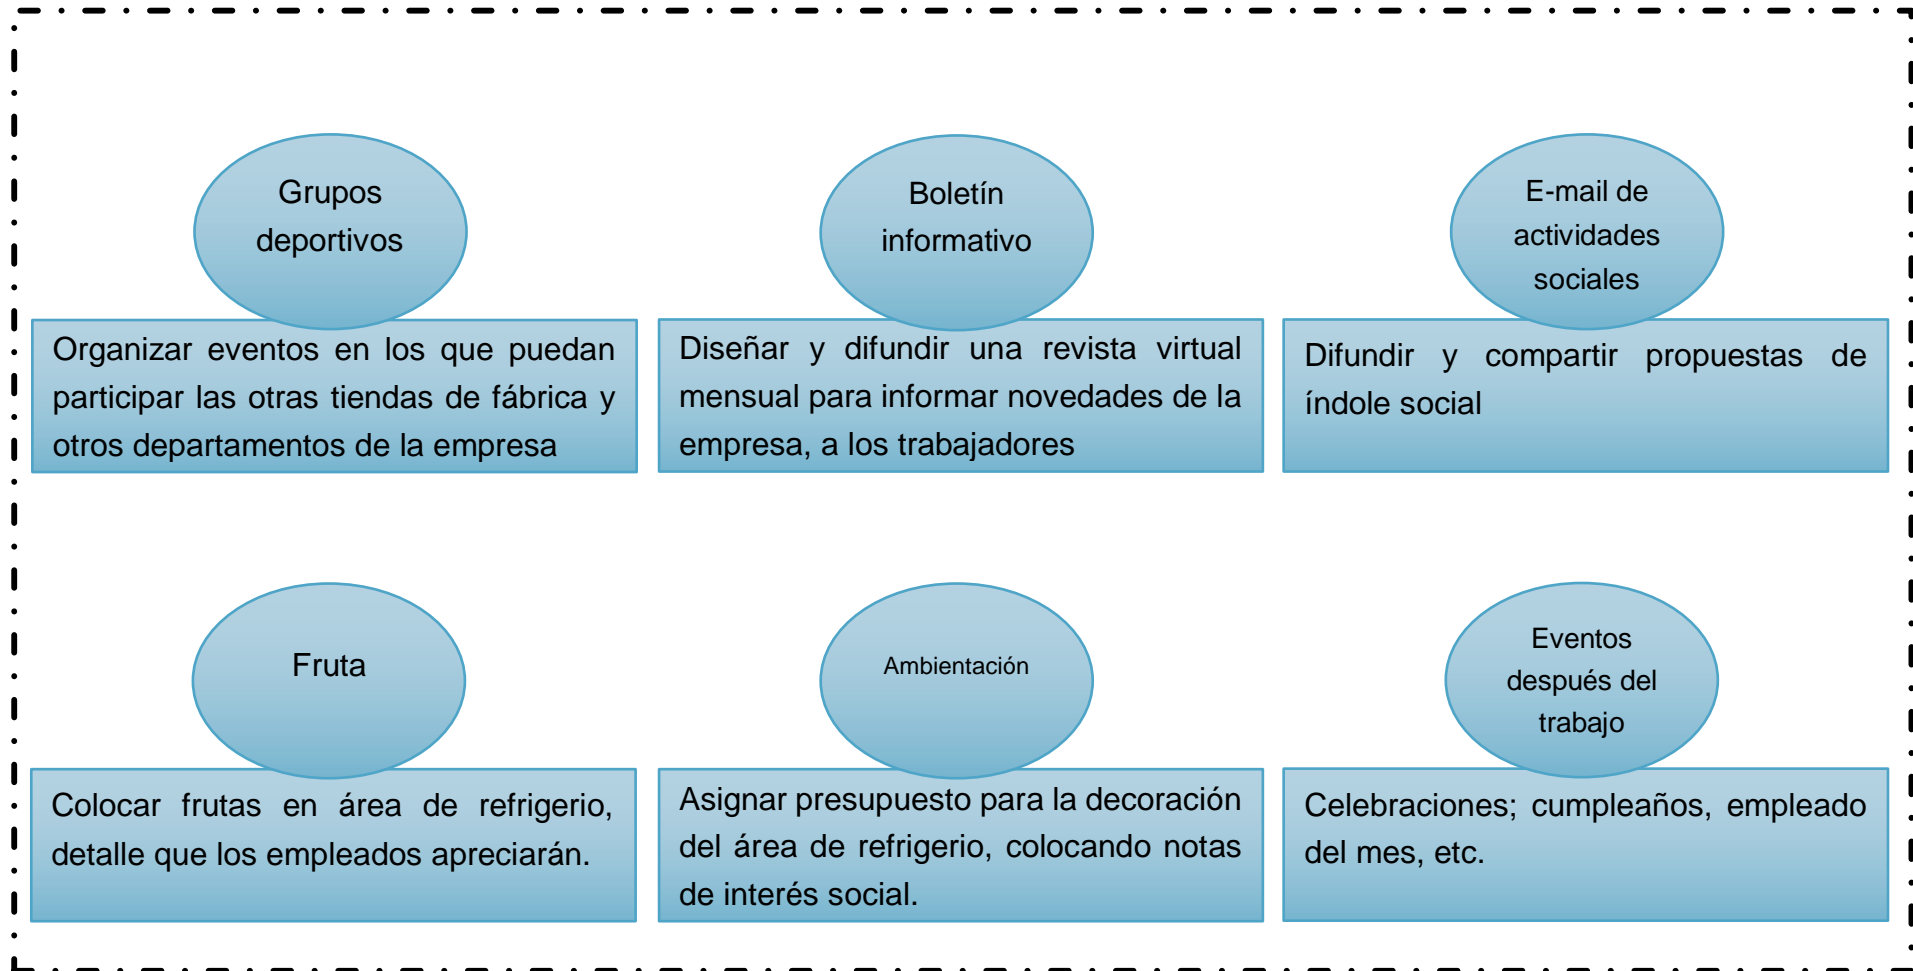 Grupos
deportivos
Organizar eventos en los que puedan
participar las otras tiendas de fábrica y
otros departamentos de la empresa
Boletín
informativo
Diseñar y difundir una revista virtual
mensual para informar novedades de la
empresa, a los trabajadores
E-mail de
actividades
sociales
Difundir y compartir propuestas de
índole social
Fruta
Colocar frutas en área de refrigerio,
detalle que los empleados apreciarán.
Ambientación
Asignar presupuesto para la decoración
del área de refrigerio, colocando notas
de interés social.
Eventos
después del
trabajo
Celebraciones; cumpleaños, empleado
del mes, etc.